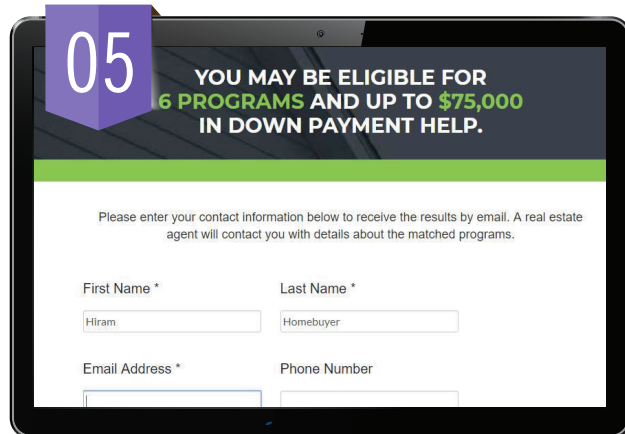 05
YOU MAY BE ELIGIBLE FOR
6 PROGRAMS AND UP TO $75,000
IN DOWN PAYMENT HELP.
Please enter your contact information below to receive the results by email. A real estate
agent will contact you with details about the matched programs.
First Name * Last Name *
Hiram Homebuyer
Email Address * Phone Number